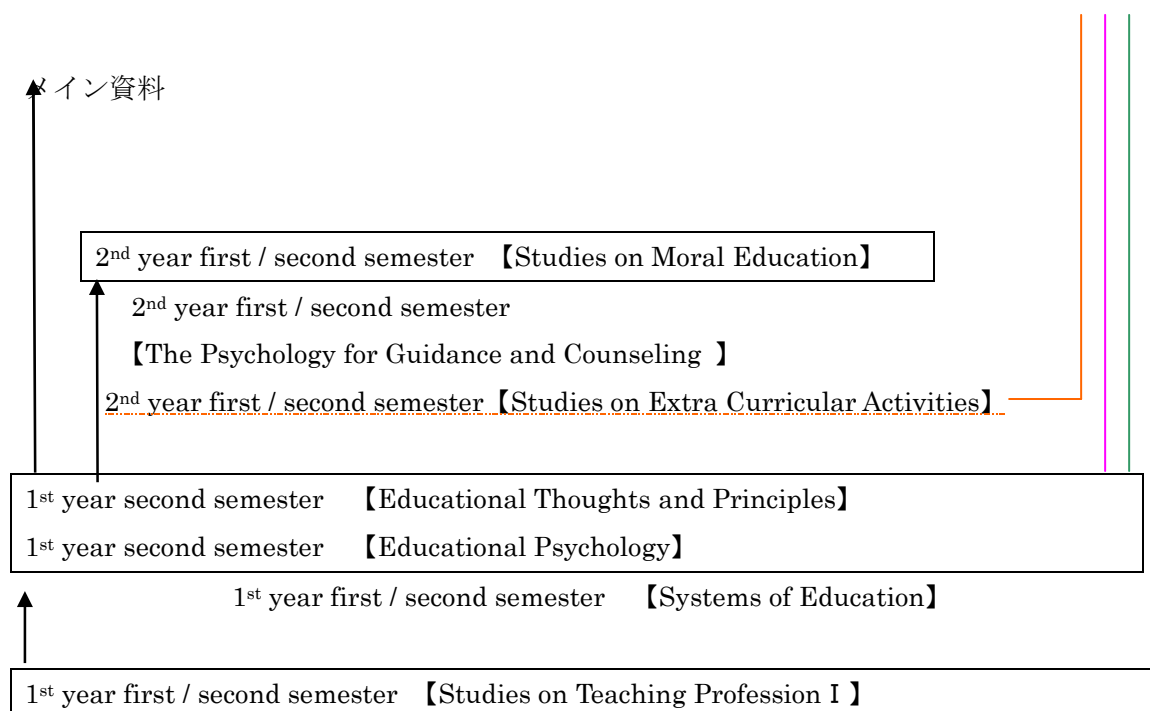 メイン資料
2nd year first / second semester 【Studies on Moral Education】
2nd year first / second semester
【The Psychology for Guidance and Counseling 】
2nd year first / second semester【Studies on Extra Curricular Activities】
1st year second semester 【Educational Thoughts and Principles】
1st year second semester 【Educational Psychology】
1st year first / second semester 【Systems of Education】
1st year first / second semester 【Studies on Teaching Profession Ⅰ】